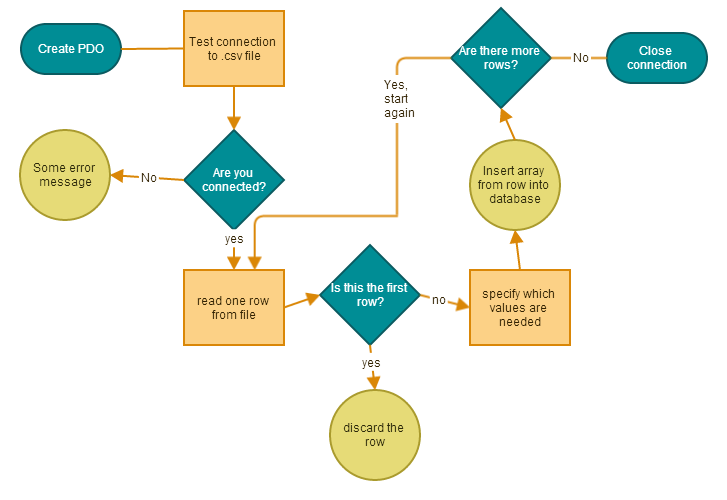 Create PDO
Test connection
to .csv file
Are there more
rows?
No
Close
connection
Yes,
start
again
Some error
message
No
Are you
connected?
Insert array
from row into
database
yes
read one row
from file
Is this the first
row?
no
specify which
values are
needed
yes
discard the
row